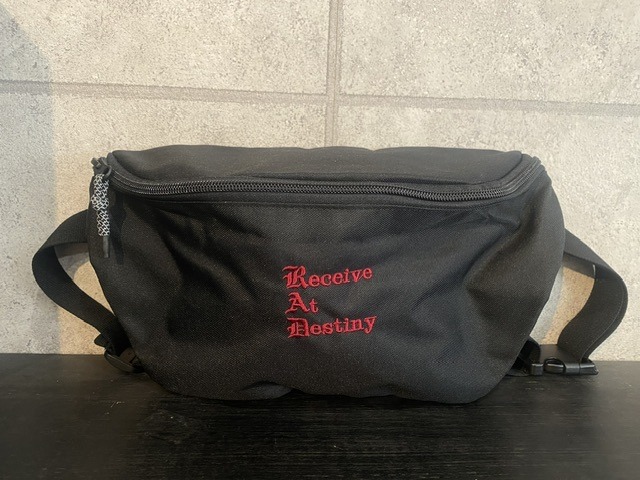 Receive
At
Destiny